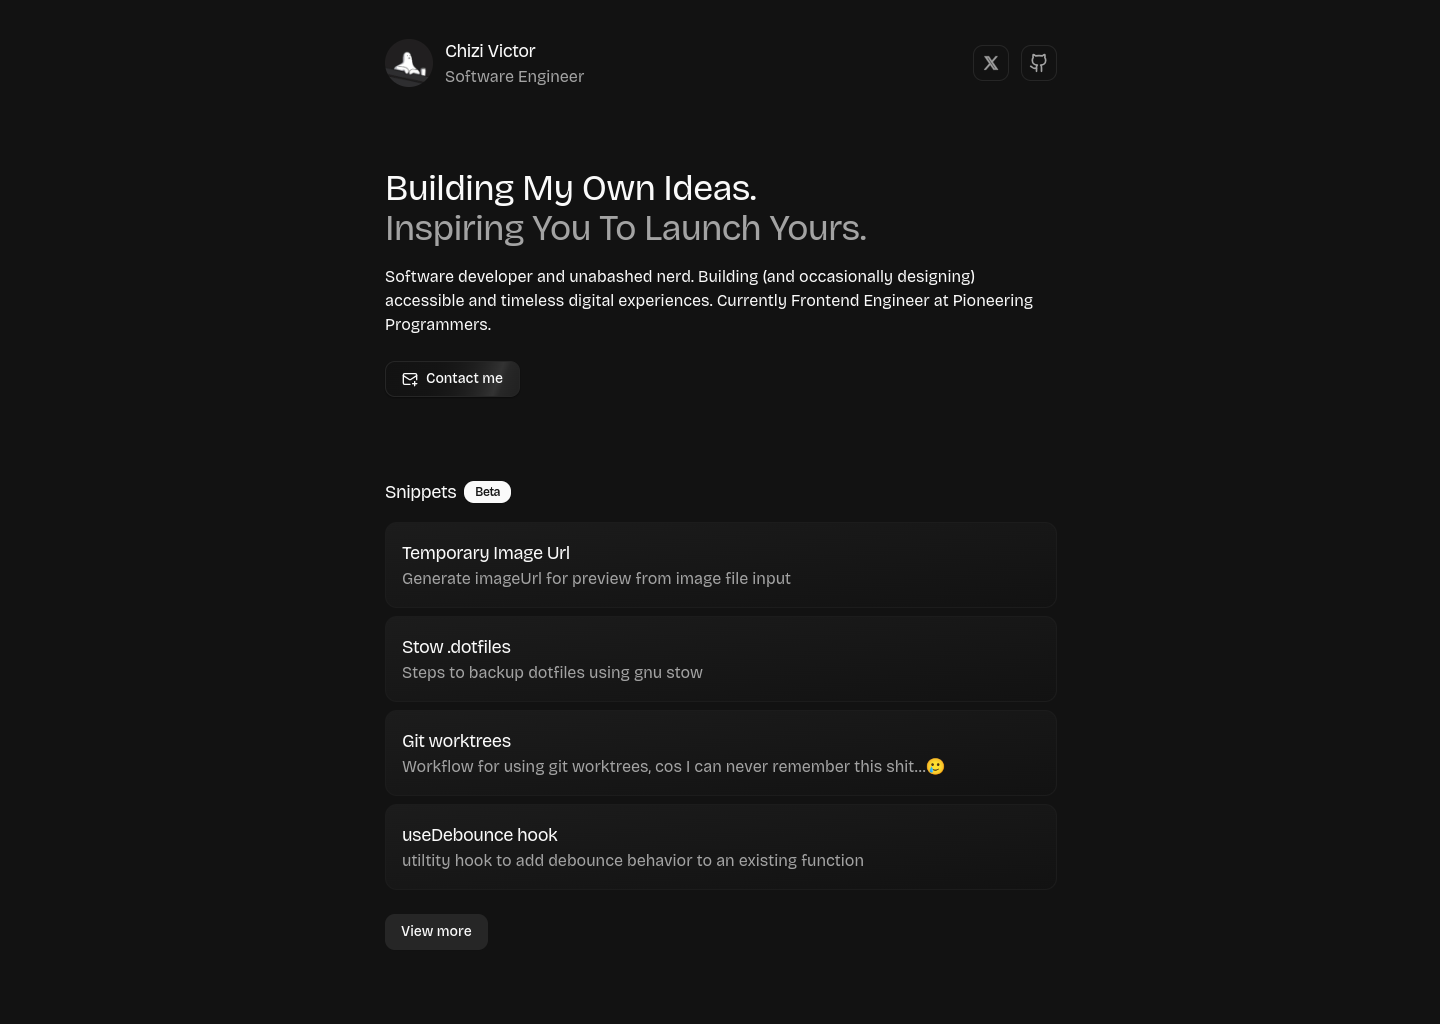 Chizi Victor
Software Engineer
Building My Own Ideas.
Inspiring You To Launch Yours.
Software developer and unabashed nerd. Building (and occasionally designing)
accessible and timeless digital experiences. Currently Frontend Engineer at Pioneering
Programmers.
Contact me
Snippets Beta
Temporary Image Url
Generate imageUrl for preview from image file input
Stow .dotfiles
Steps to backup dotfiles using gnu stow
Git worktrees
Workflow for using git worktrees, cos I can never remember this shit...🥲
useDebounce hook
utiltity hook to add debounce behavior to an existing function
View more